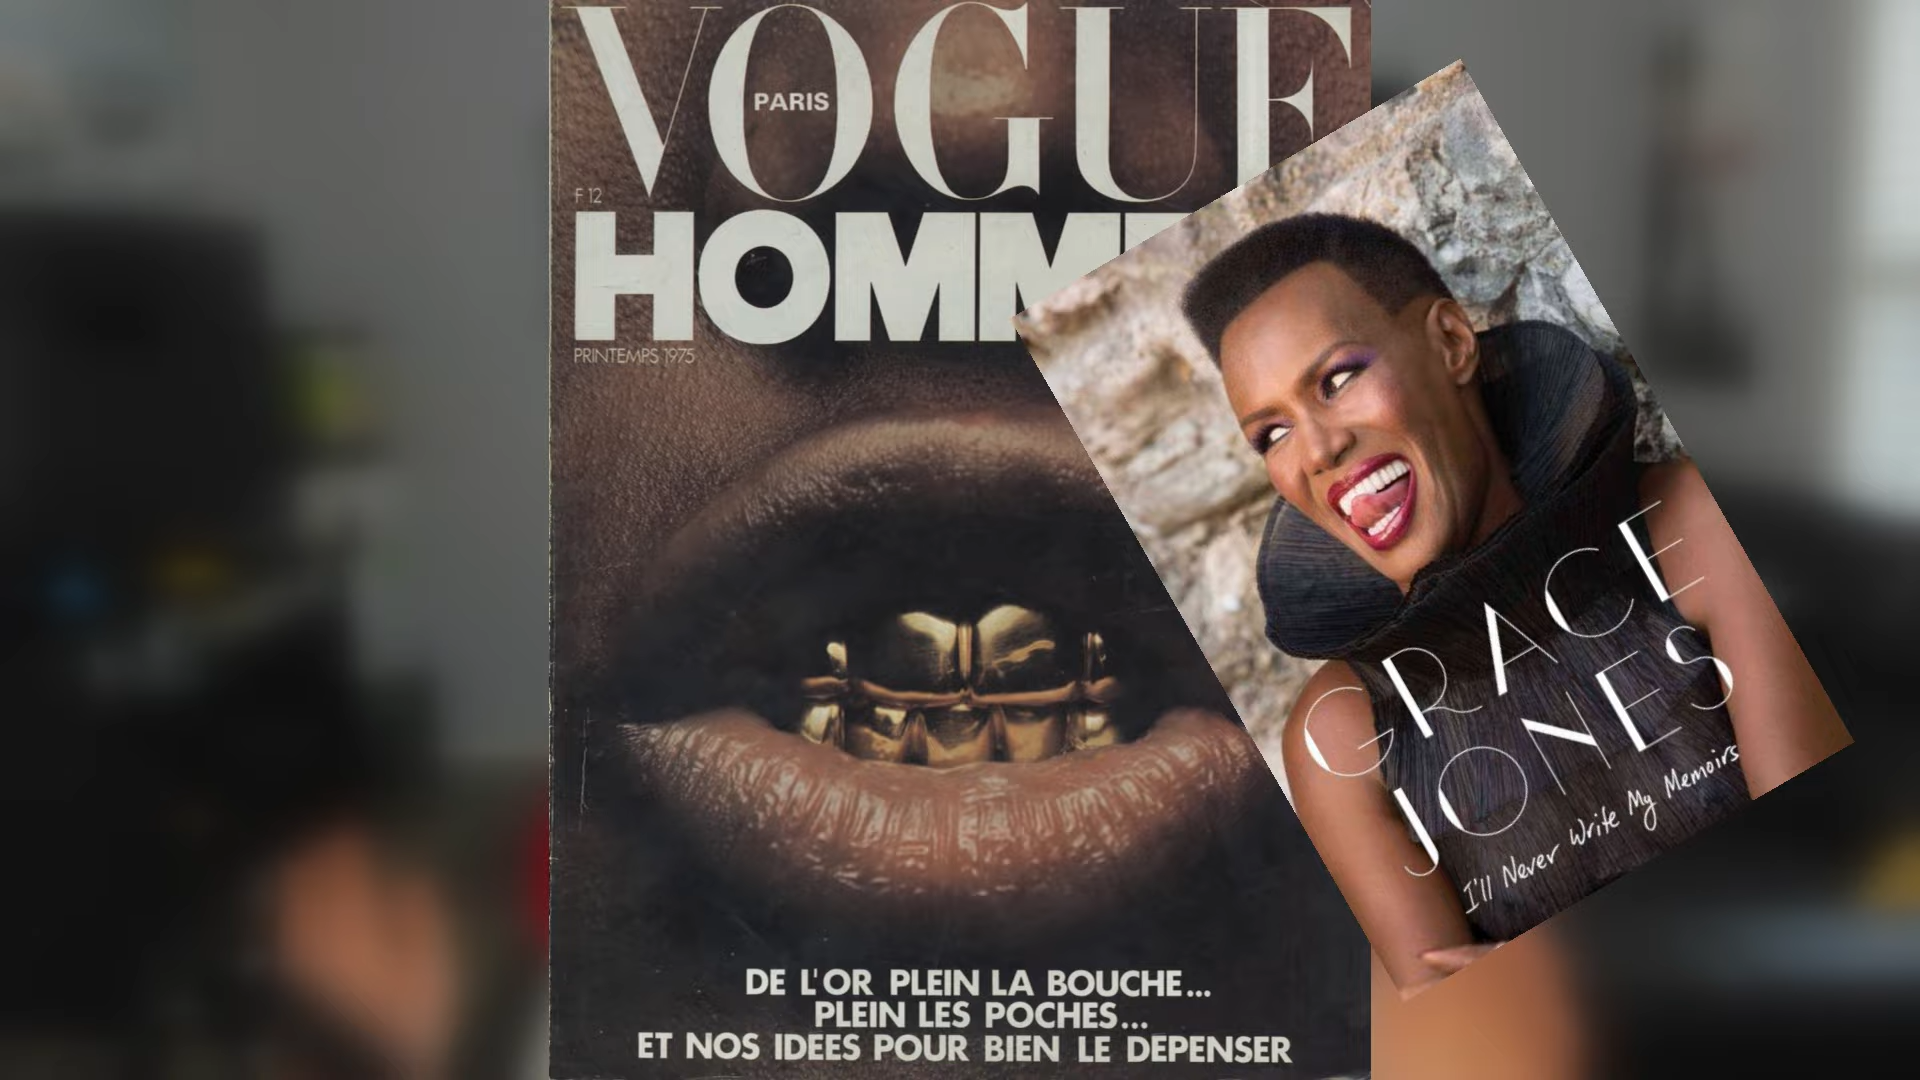 VOGUE
PARIS
F 12
HOMM
PRINTEMPS 1975
DE L'OR PLEIN LA BOUCHE...
PLEIN LES POCHES...
ET NOS IDEES POUR BIEN LE DEPENSER
GRACE
JONES
I'll Never Write My Memoirs